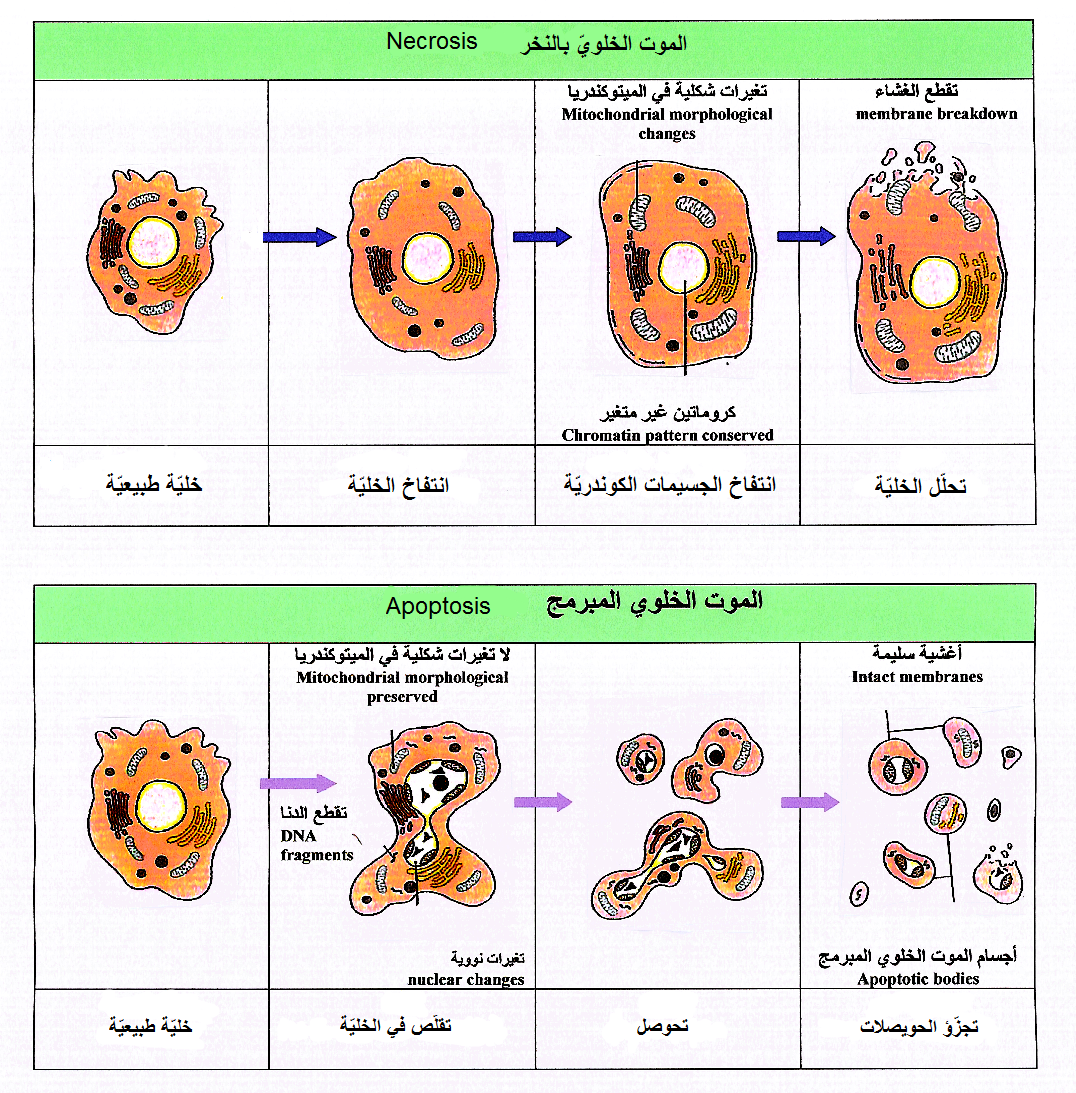 Necrosis الموت الخلويّ بالنخر
تغيرات شكلية في الميتوكندريا
Mitochondrial morphological
changes
تقطع الغشاء
membrane breakdown
كروماتين غير متغير
Chromatin pattern conserved
خليّة طبيعيّة
انتفاخ الخليّة
انتفاخ الجسيمات الكوندريّة
تحلّل الخليّة
Apoptosis الموت الخلوي المبرمج
لا تغيرات شكلية في الميتوكندريا
Mitochondrial morphological
preserved
أغشية سليمة
Intact membranes
تقطع الدنا
DNA
fragments
تغيرات نووية
nuclear changes
أجسام الموت الخلوي المبرمج
Apoptotic bodies
خليّة طبيعيّة
تقلّص في الخليّة
تحوصل
تجزّؤ الحويصلات